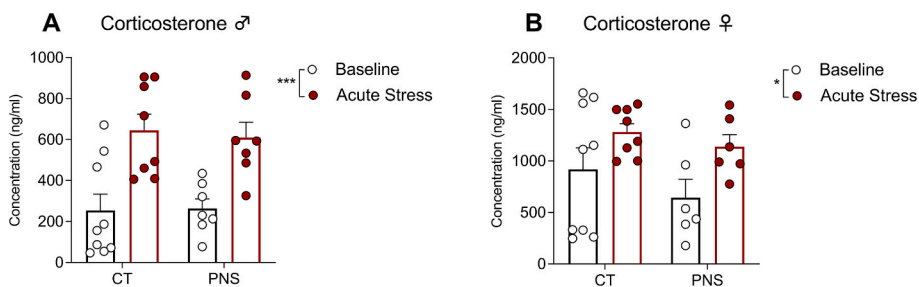 A Corticosterone ♂
Concentration (ng/ml)
1000
800
600
400
200
0
CT PNS
*** Baseline
Acute Stress
B Corticosterone ♀
Concentration (ng/ml)
2000
1500
1000
500
0
CT PNS
* Baseline
Acute Stress